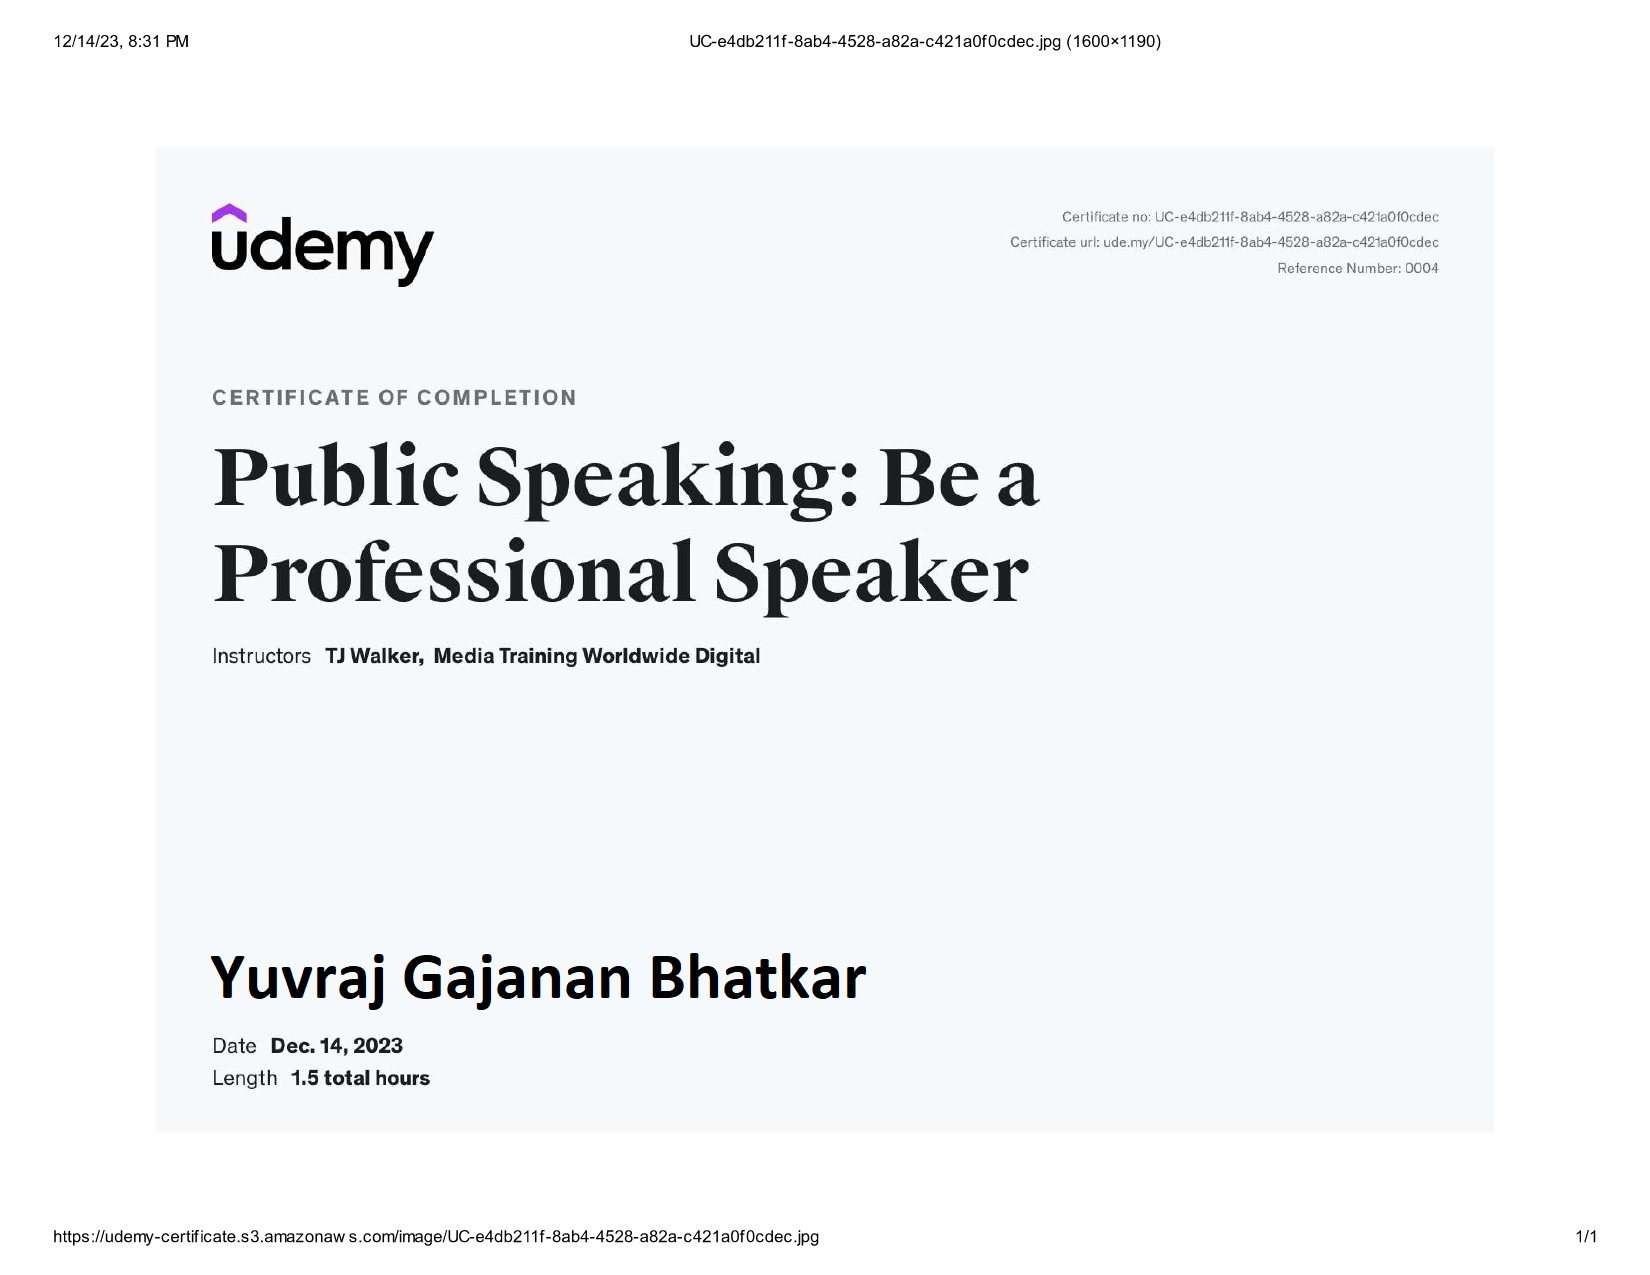 12/14/23, 8:31 PM
UC-e4db211f-8ab4-4528-a82a-c421a0f0cdec.jpg (1600×1190)
udemy
Certificate no: UC-e4db211f-8ab4-4528-a82a-c421a0f0cdec
Certificate url: ude.my/UC-e4db211f-8ab4-4528-a82a-c421a0f0cdec
Reference Number: 0004
CERTIFICATE OF COMPLETION
Public Speaking: Be a
Professional Speaker
Instructors TJ Walker, Media Training Worldwide Digital
Yuvraj Gajanan Bhatkar
Date Dec. 14, 2023
Length 1.5 total hours
https://udemy-certificate.s3.amazonaw s.com/image/UC-e4db211f-8ab4-4528-a82a-c421a0f0cdec.jpg
1/1